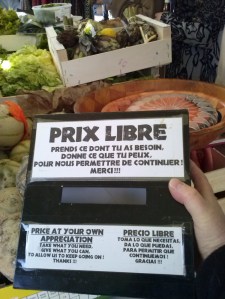 PRIX LIBRE
PRENDS CE DONT TU AS BESOIN,
DONNE CE QUE TU PEUX.
POUR NOUS PERMETTRE DE CONTINUER!
MERCI!!!
PRICE AT YOUR OWN
APPRECIATION
TAKE WHAT YOU NEED,
GIVE WHAT YOU CAN.
TO ALLOW US TO KEEP GOING!
THANKS!!
PRECIO LIBRE
TOMA LO QUE NECESITAS,
DA LO QUE PUEDAS.
PARA PERMITIR QUE
CONTINUEMOS!
GRACIAS!!!